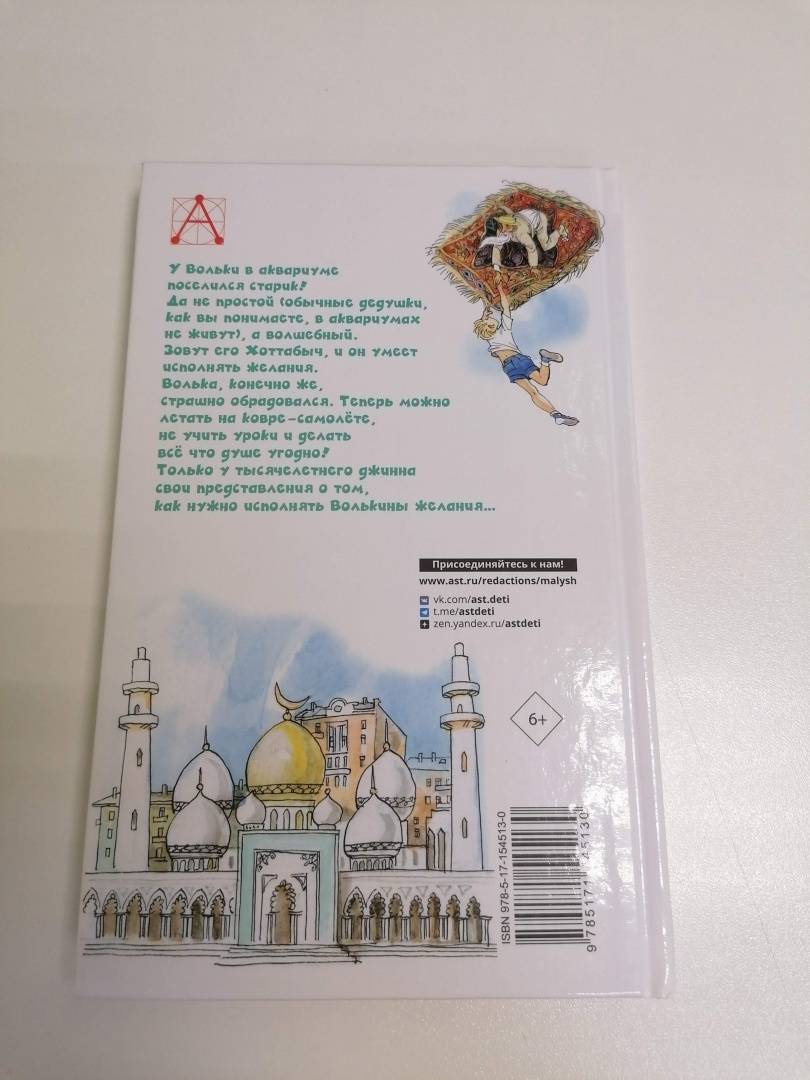 А
У Вольки в аквариуме
поселился старик!
Да не простой (обычные дедушки,
как вы понимаете, в аквариумах
не живут), а волшебный.
Зовут его Хоттабыч, и он умеет
исполнять желания.
Волька, конечно же,
страшно обрадовался. Теперь можно
летать на ковре-самолёте,
не учить уроки и делать
всё что душе угодно!
Только у тысячелетнего джинна
свои представления о том,
как нужно исполнять Волькины желания...
Присоединяйтесь к нам!
www.ast.ru/redactions/malysh
vk.com/ast.deti
t.me/astdeti
zen.yandex.ru/astdeti
6+
ISBN 978-5-17-154513-0
9 785171 545130